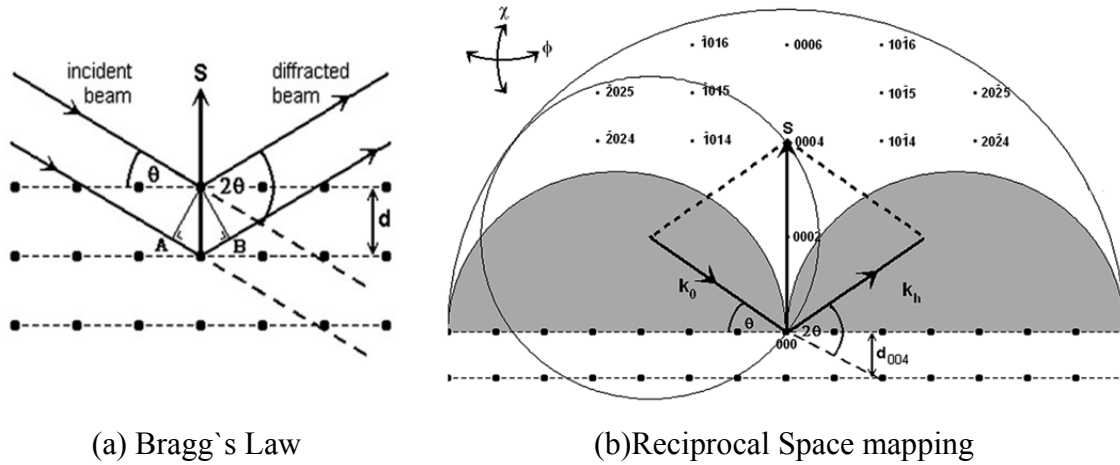 incident
beam
S
diffracted
beam
θ
2θ
d
A
B
χ
ϕ
1̄016
0006
101̄6
2̄025
1̄015
101̄5
202̄5
2̄024
1̄014
S
0004
101̄4
202̄4
0002
k₀
kₕ
θ
2θ
000
d₀₀₄
(a) Bragg`s Law
(b)Reciprocal Space mapping